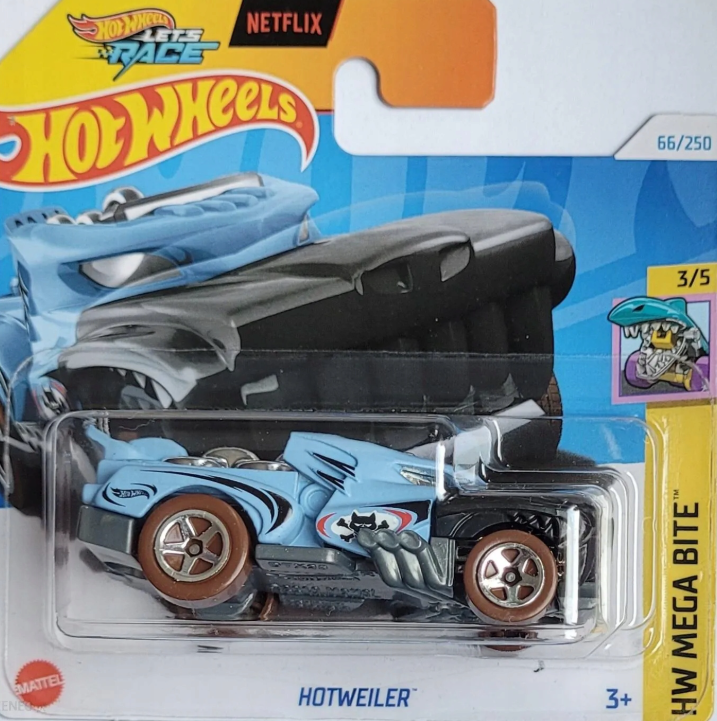 HOT WHEELS
LET'S
RACE
NETFLIX
HOT WHEELS
66/250
3/5
HW MEGA BITE™
MATTEL
HOTWEILER™
3+